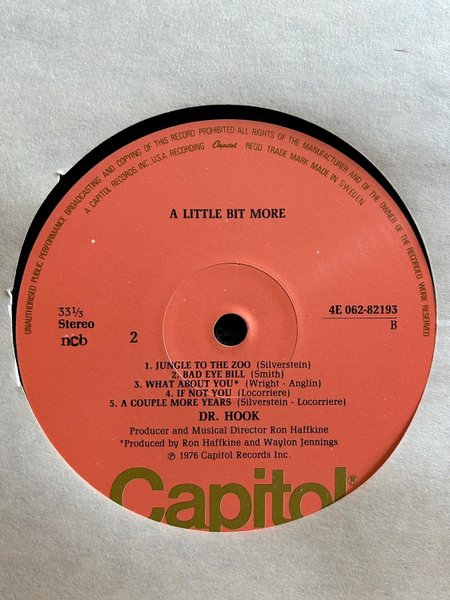 UNAUTHORISED PUBLIC PERFORMANCE BROADCASTING AND COPYING OF THIS RECORD PROHIBITED ALL RIGHTS OF THE MANUFACTURER AND OF THE OWNER OF THE RECORDED WORK RESERVED
A CAPITOL RECORDS, INC., U.S.A. RECORDING Capitol REG'D TRADE MARK MADE IN SWEDEN
A LITTLE BIT MORE
33 1/3
Stereo
ncb
2
4E 062-82193
B
1. JUNGLE TO THE ZOO (Silverstein)
2. BAD EYE BILL (Smith)
3. WHAT ABOUT YOU* (Wright - Anglin)
4. IF NOT YOU (Locorriere)
5. A COUPLE MORE YEARS (Silverstein - Locorriere)
DR. HOOK
Producer and Musical Director Ron Haffkine
*Produced by Ron Haffkine and Waylon Jennings
℗ 1976 Capitol Records Inc.
Capitol®